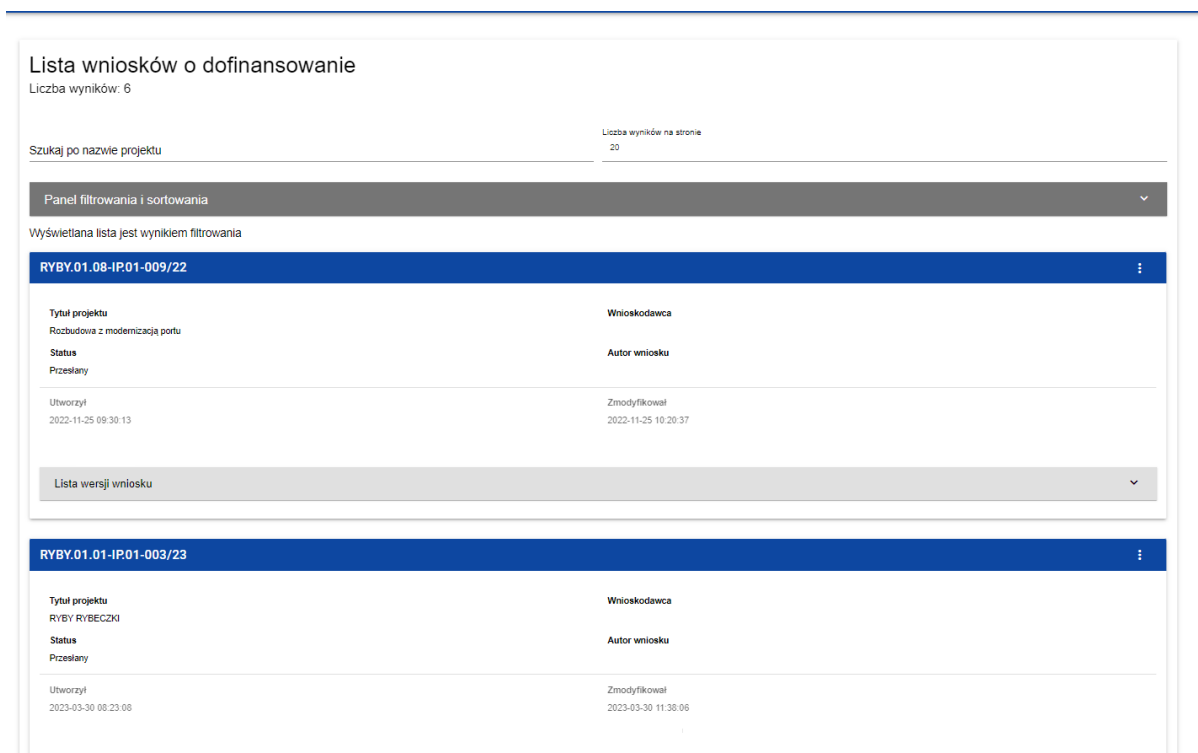 Lista wniosków o dofinansowanie
Liczba wyników: 6
Liczba wyników na stronie
Szukaj po nazwie projektu 20
Panel filtrowania i sortowania
Wyświetlana lista jest wynikiem filtrowania
RYBY.01.08-IP.01-009/22
Tytuł projektu Wnioskodawca
Rozbudowa z modernizacją portu
Status Autor wniosku
Przesłany
Utworzył Zmodyfikował
2022-11-25 09:30:13 2022-11-25 10:20:37
Lista wersji wniosku
RYBY.01.01-IP.01-003/23
Tytuł projektu Wnioskodawca
RYBY RYBECZKI
Status Autor wniosku
Przesłany
Utworzył Zmodyfikował
2023-03-30 08:23:08 2023-03-30 11:38:06